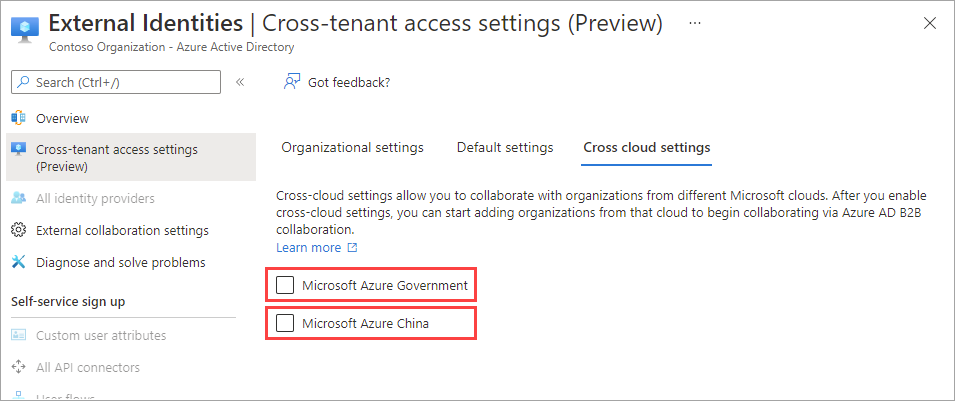 External Identities | Cross-tenant access settings (Preview) ...
Contoso Organization - Azure Active Directory
Search (Ctrl+/)
«
Got feedback?
Overview
Cross-tenant access settings
(Preview)
All identity providers
External collaboration settings
Diagnose and solve problems
Self-service sign up
Custom user attributes
All API connectors
User flows
Organizational settings
Default settings
Cross cloud settings
Cross-cloud settings allow you to collaborate with organizations from different Microsoft clouds. After you enable
cross-cloud settings, you can start adding organizations from that cloud to begin collaborating via Azure AD B2B
collaboration.
Learn more
Microsoft Azure Government
Microsoft Azure China